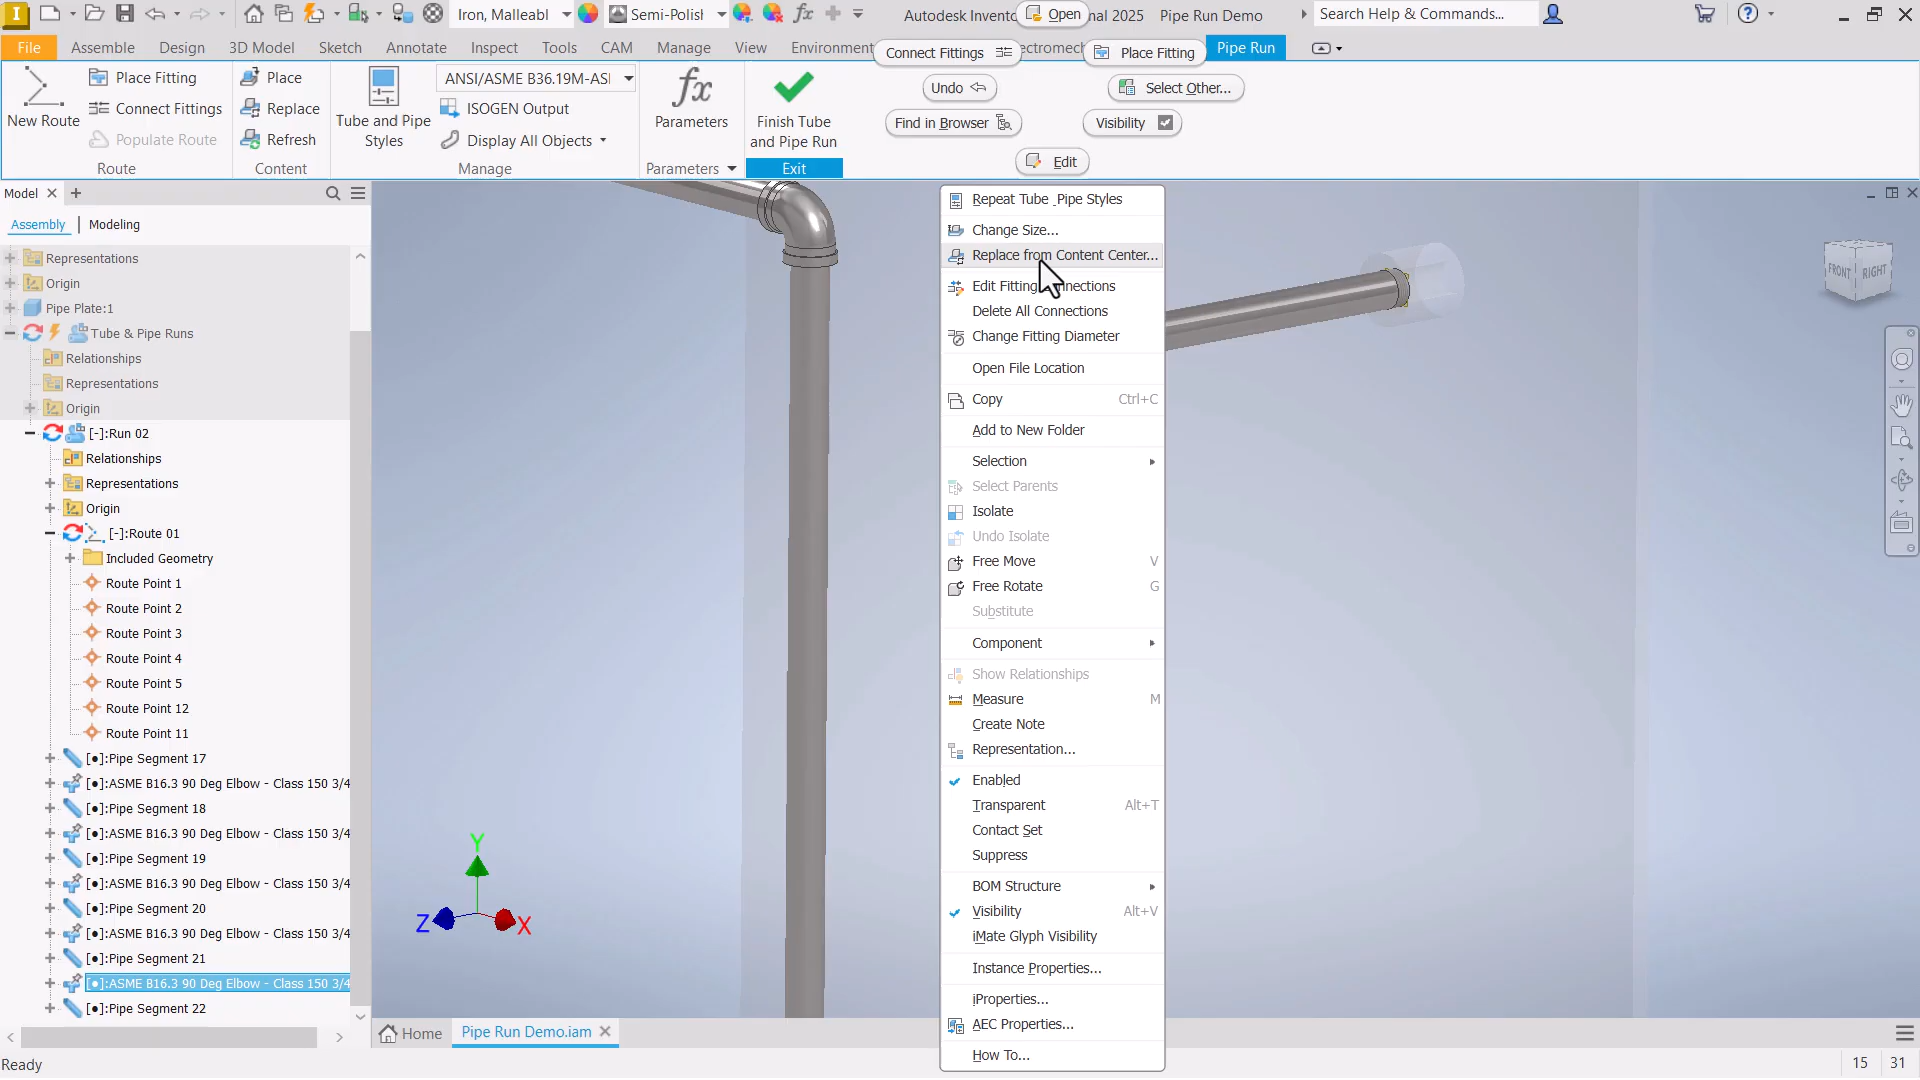 Iron, Malleabl
Semi-Polish
fx
Autodesk Invento
Open
nal 2025
Pipe Run Demo
Search Help & Commands...
File
Assemble
Design
3D Model
Sketch
Annotate
Inspect
Tools
CAM
Manage
View
Environment
Connect Fittings
ectromech
Place Fitting
Pipe Run
New Route
Place Fitting
Connect Fittings
Populate Route
Route
Place
Replace
Refresh
Content
Tube and Pipe
Styles
ANSI/ASME B36.19M-ASI
ISOGEN Output
Display All Objects
Manage
fx
Parameters
Parameters
Finish Tube
and Pipe Run
Exit
Undo
Select Other...
Find in Browser
Visibility
Edit
Model
Assembly
Modeling
Representations
Origin
Pipe Plate:1
Tube & Pipe Runs
Relationships
Representations
Origin
[-]:Run 02
Relationships
Representations
Origin
[-]:Route 01
Included Geometry
Route Point 1
Route Point 2
Route Point 3
Route Point 4
Route Point 5
Route Point 12
Route Point 11
[●]:Pipe Segment 17
[●]:ASME B16.3 90 Deg Elbow - Class 150 3/4
[●]:Pipe Segment 18
[●]:ASME B16.3 90 Deg Elbow - Class 150 3/4
[●]:Pipe Segment 19
[●]:ASME B16.3 90 Deg Elbow - Class 150 3/4
[●]:Pipe Segment 20
[●]:ASME B16.3 90 Deg Elbow - Class 150 3/4
[●]:Pipe Segment 21
[●]:ASME B16.3 90 Deg Elbow - Class 150 3/4
[●]:Pipe Segment 22
Repeat Tube _Pipe Styles
Change Size...
Replace from Content Center...
Edit Fitting Connections
Delete All Connections
Change Fitting Diameter
Open File Location
Copy Ctrl+C
Add to New Folder
Selection
Select Parents
Isolate
Undo Isolate
Free Move V
Free Rotate G
Substitute
Component
Show Relationships
Measure M
Create Note
Representation...
Enabled
Transparent Alt+T
Contact Set
Suppress
BOM Structure
Visibility Alt+V
iMate Glyph Visibility
Instance Properties...
iProperties...
AEC Properties...
How To...
FRONT
RIGHT
Y
Z
X
Home
Pipe Run Demo.iam
Ready
15
31